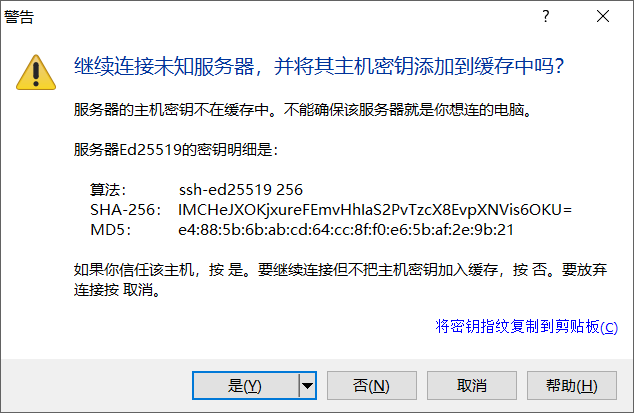 警告
继续连接未知服务器，并将其主机密钥添加到缓存中吗?
服务器的主机密钥不在缓存中。不能确保该服务器就是你想连的电脑。
服务器Ed25519的密钥明细是：
算法： ssh-ed25519 256
SHA-256： IMCHeJXOKjxureFEmvHhIaS2PvTzcX8EvpXNVis6OKU=
MD5： e4:88:5b:6b:ab:cd:64:cc:8f:f0:e6:5b:af:2e:9b:21
如果你信任该主机，按 是。要继续连接但不把主机密钥加入缓存，按 否。要放弃
连接按 取消。
将密钥指纹复制到剪贴板(C)
是(Y) 否(N) 取消 帮助(H)